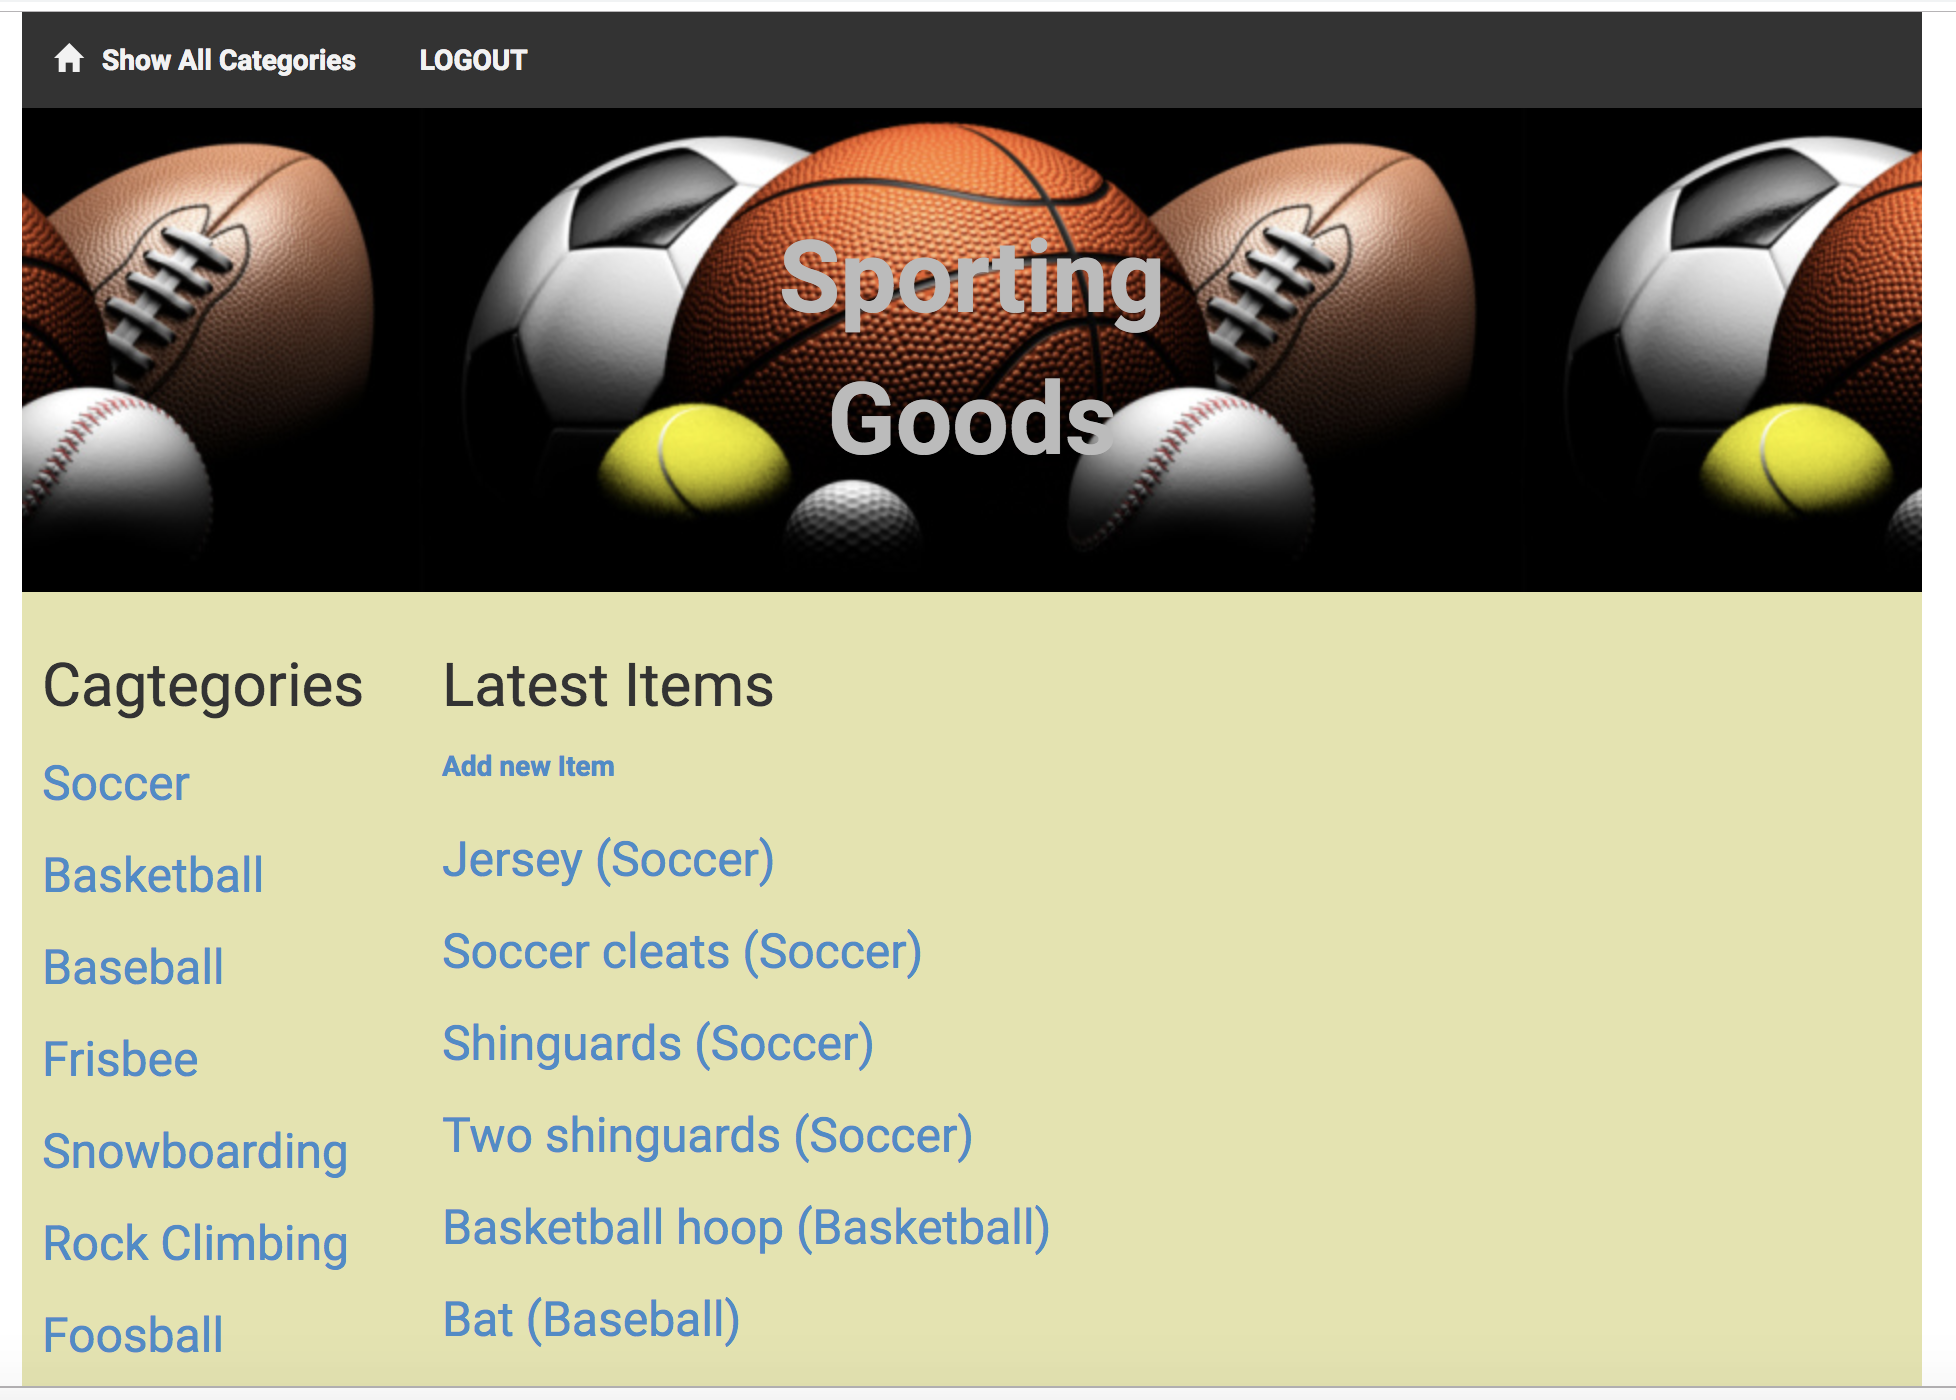 Show All Categories LOGOUT
Sporting
Goods
Cagtegories
Soccer
Basketball
Baseball
Frisbee
Snowboarding
Rock Climbing
Foosball
Latest Items
Add new Item
Jersey (Soccer)
Soccer cleats (Soccer)
Shinguards (Soccer)
Two shinguards (Soccer)
Basketball hoop (Basketball)
Bat (Baseball)